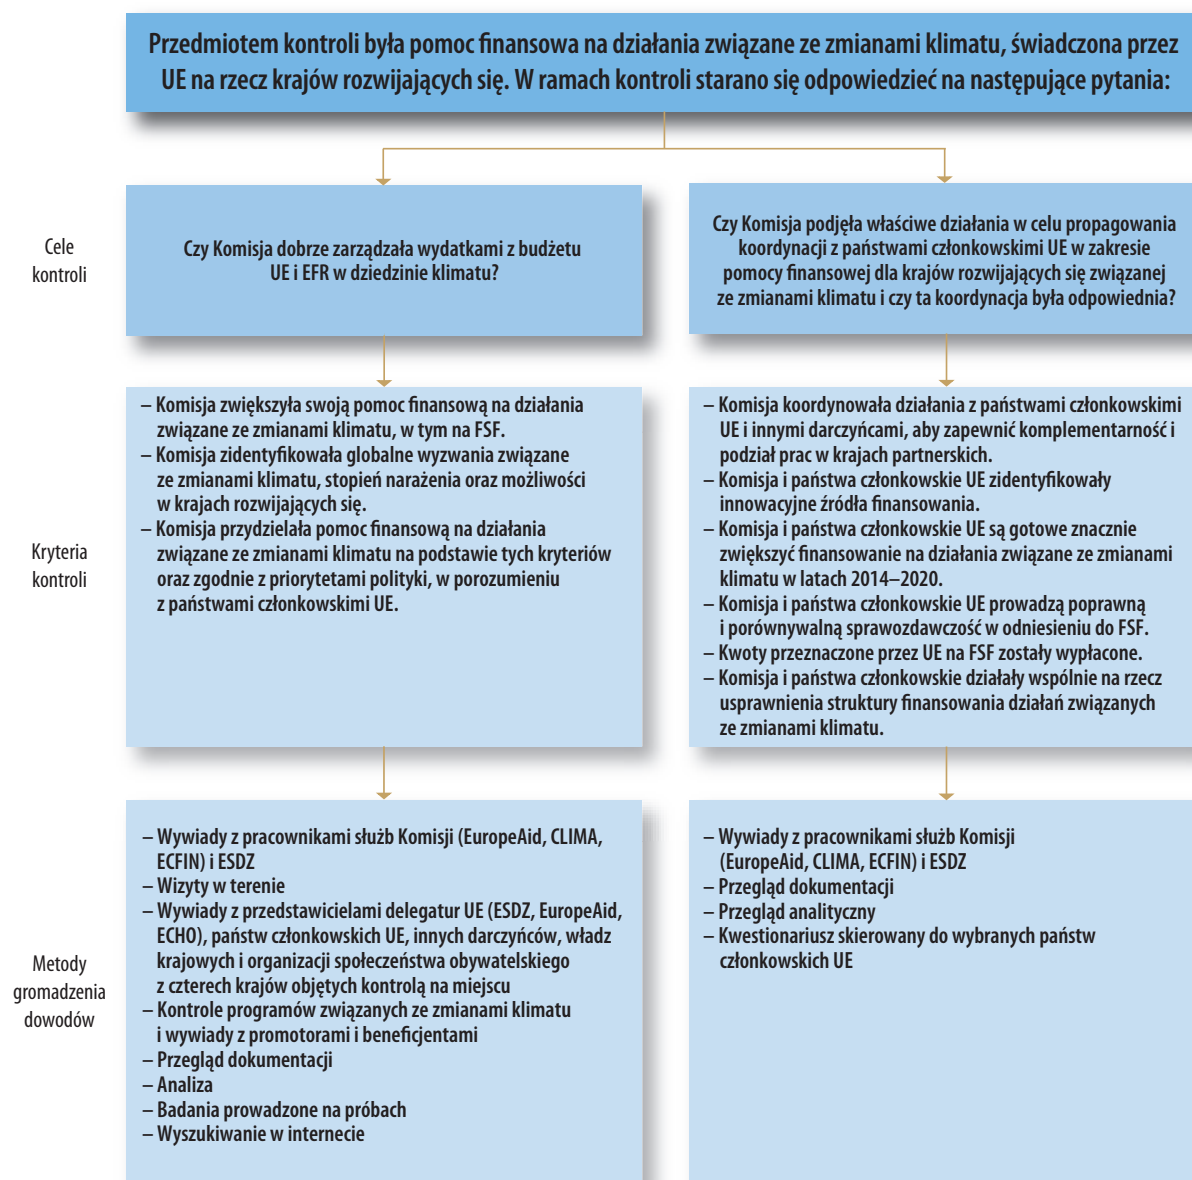 Przedmiotem kontroli była pomoc finansowa na działania związane ze zmianami klimatu, świadczona przez
UE na rzecz krajów rozwijających się. W ramach kontroli starano się odpowiedzieć na następujące pytania:
Cele
kontroli
Czy Komisja dobrze zarządzała wydatkami z budżetu
UE i EFR w dziedzinie klimatu?
Czy Komisja podjęła właściwe działania w celu propagowania
koordynacji z państwami członkowskimi UE w zakresie
pomocy finansowej dla krajów rozwijających się związanej
ze zmianami klimatu i czy ta koordynacja była odpowiednia?
Kryteria
kontroli
– Komisja zwiększyła swoją pomoc finansową na działania
związane ze zmianami klimatu, w tym na FSF.
– Komisja zidentyfikowała globalne wyzwania związane
ze zmianami klimatu, stopień narażenia oraz możliwości
w krajach rozwijających się.
– Komisja przydzielała pomoc finansową na działania
związane ze zmianami klimatu na podstawie tych kryteriów
oraz zgodnie z priorytetami polityki, w porozumieniu
z państwami członkowskimi UE.
– Komisja koordynowała działania z państwami członkowskimi
UE i innymi darczyńcami, aby zapewnić komplementarność i
podział prac w krajach partnerskich.
– Komisja i państwa członkowskie UE zidentyfikowały
innowacyjne źródła finansowania.
– Komisja i państwa członkowskie UE są gotowe znacznie
zwiększyć finansowanie na działania związane ze zmianami
klimatu w latach 2014–2020.
– Komisja i państwa członkowskie UE prowadzą poprawną
i porównywalną sprawozdawczość w odniesieniu do FSF.
– Kwoty przeznaczone przez UE na FSF zostały wypłacone.
– Komisja i państwa członkowskie działały wspólnie na rzecz
usprawnienia struktury finansowania działań związanych
ze zmianami klimatu.
Metody
gromadzenia
dowodów
– Wywiady z pracownikami służb Komisji (EuropeAid, CLIMA,
ECFIN) i ESDZ
– Wizyty w terenie
– Wywiady z przedstawicielami delegatur UE (ESDZ, EuropeAid,
ECHO), państw członkowskich UE, innych darczyńców, władz
krajowych i organizacji społeczeństwa obywatelskiego
z czterech krajów objętych kontrolą na miejscu
– Kontrole programów związanych ze zmianami klimatu
i wywiady z promotorami i beneficjentami
– Przegląd dokumentacji
– Analiza
– Badania prowadzone na próbach
– Wyszukiwanie w internecie
– Wywiady z pracownikami służb Komisji
(EuropeAid, CLIMA, ECFIN) i ESDZ
– Przegląd dokumentacji
– Przegląd analityczny
– Kwestionariusz skierowany do wybranych państw
członkowskich UE